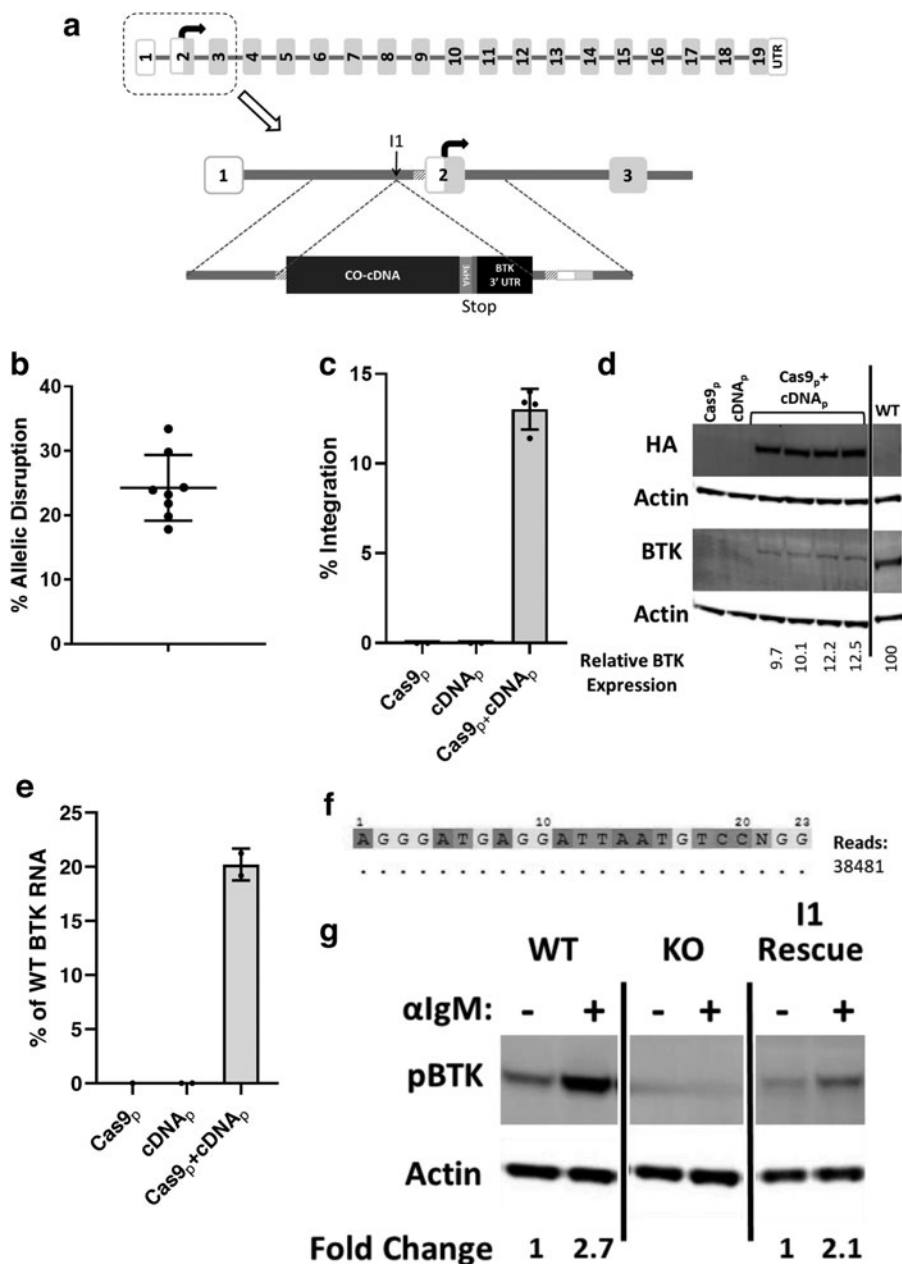 a
1 2 3 4 5 6 7 8 9 10 11 12 13 14 15 16 17 18 19 UTR
I1
1 2 3
CO-cDNA 3xHA BTK 3' UTR
Stop
b
% Allelic Disruption
40
30
20
10
0
c
% Integration
15
10
5
0
Cas9p cDNAp Cas9p+cDNAp
d
Cas9p cDNAp Cas9p+ cDNAp WT
HA
Actin
BTK
Actin
Relative BTK Expression 9.7 10.1 12.2 12.5 100
e
% of WT BTK RNA
25
20
15
10
5
0
Cas9p cDNAp Cas9p+cDNAp
f
1 10 20 23
AGGGATGAGGATTAATGTCCNGG
Reads:
38481
g
WT KO I1 Rescue
αIgM: - + - + - +
pBTK
Actin
Fold Change 1 2.7 1 2.1